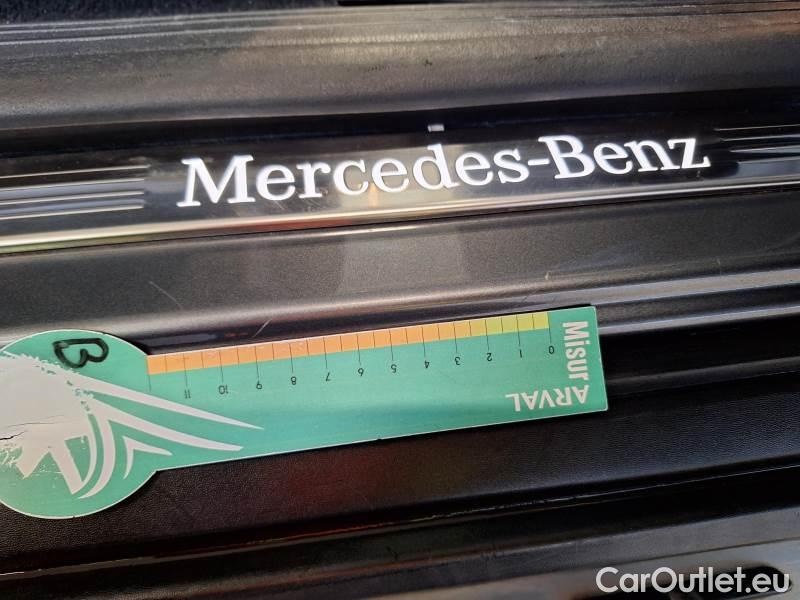 Mercedes-Benz
B
Misur
ARVAL
0 1 2 3 4 5 6 7 8 9 10 11
CarOutlet.eu